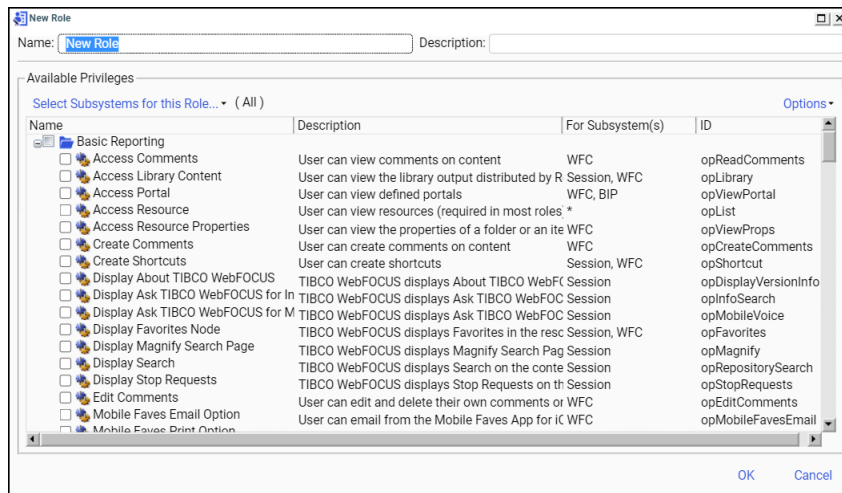 New Role
Name: New Role Description:
Available Privileges
Select Subsystems for this Role... ( All ) Options
Name Description For Subsystem(s) ID
Basic Reporting
Access Comments User can view comments on content WFC opReadComments
Access Library Content User can view the library output distributed by R Session, WFC opLibrary
Access Portal User can view defined portals WFC, BIP opViewPortal
Access Resource User can view resources (required in most roles) * opList
Access Resource Properties User can view the properties of a folder or an ite WFC opViewProps
Create Comments User can create comments on content WFC opCreateComments
Create Shortcuts User can create shortcuts Session, WFC opShortcut
Display About TIBCO WebFOCUS TIBCO WebFOCUS displays About TIBCO WebF( Session opDisplayVersionInfo
Display Ask TIBCO WebFOCUS for In TIBCO WebFOCUS displays Ask TIBCO WebFOC Session opInfoSearch
Display Ask TIBCO WebFOCUS for M TIBCO WebFOCUS displays Ask TIBCO WebFOC Session opMobileVoice
Display Favorites Node TIBCO WebFOCUS displays Favorites in the resc Session, WFC opFavorites
Display Magnify Search Page TIBCO WebFOCUS displays Magnify Search Pag Session opMagnify
Display Search TIBCO WebFOCUS displays Search on the conte Session opRepositorySearch
Display Stop Requests TIBCO WebFOCUS displays Stop Requests on th Session opStopRequests
Edit Comments User can edit and delete their own comments or WFC opEditComments
Mobile Faves Email Option User can email from the Mobile Faves App for i( WFC opMobileFavesEmail
Mobile Faves Print Option
OK Cancel